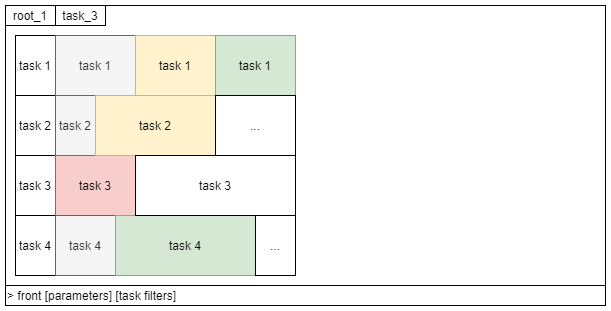 root_1 task_3
task 1 task 1 task 1 task 1
task 2 task 2 task 2 ...
task 3 task 3 task 3
task 4 task 4 task 4 ...
> front [parameters] [task filters]